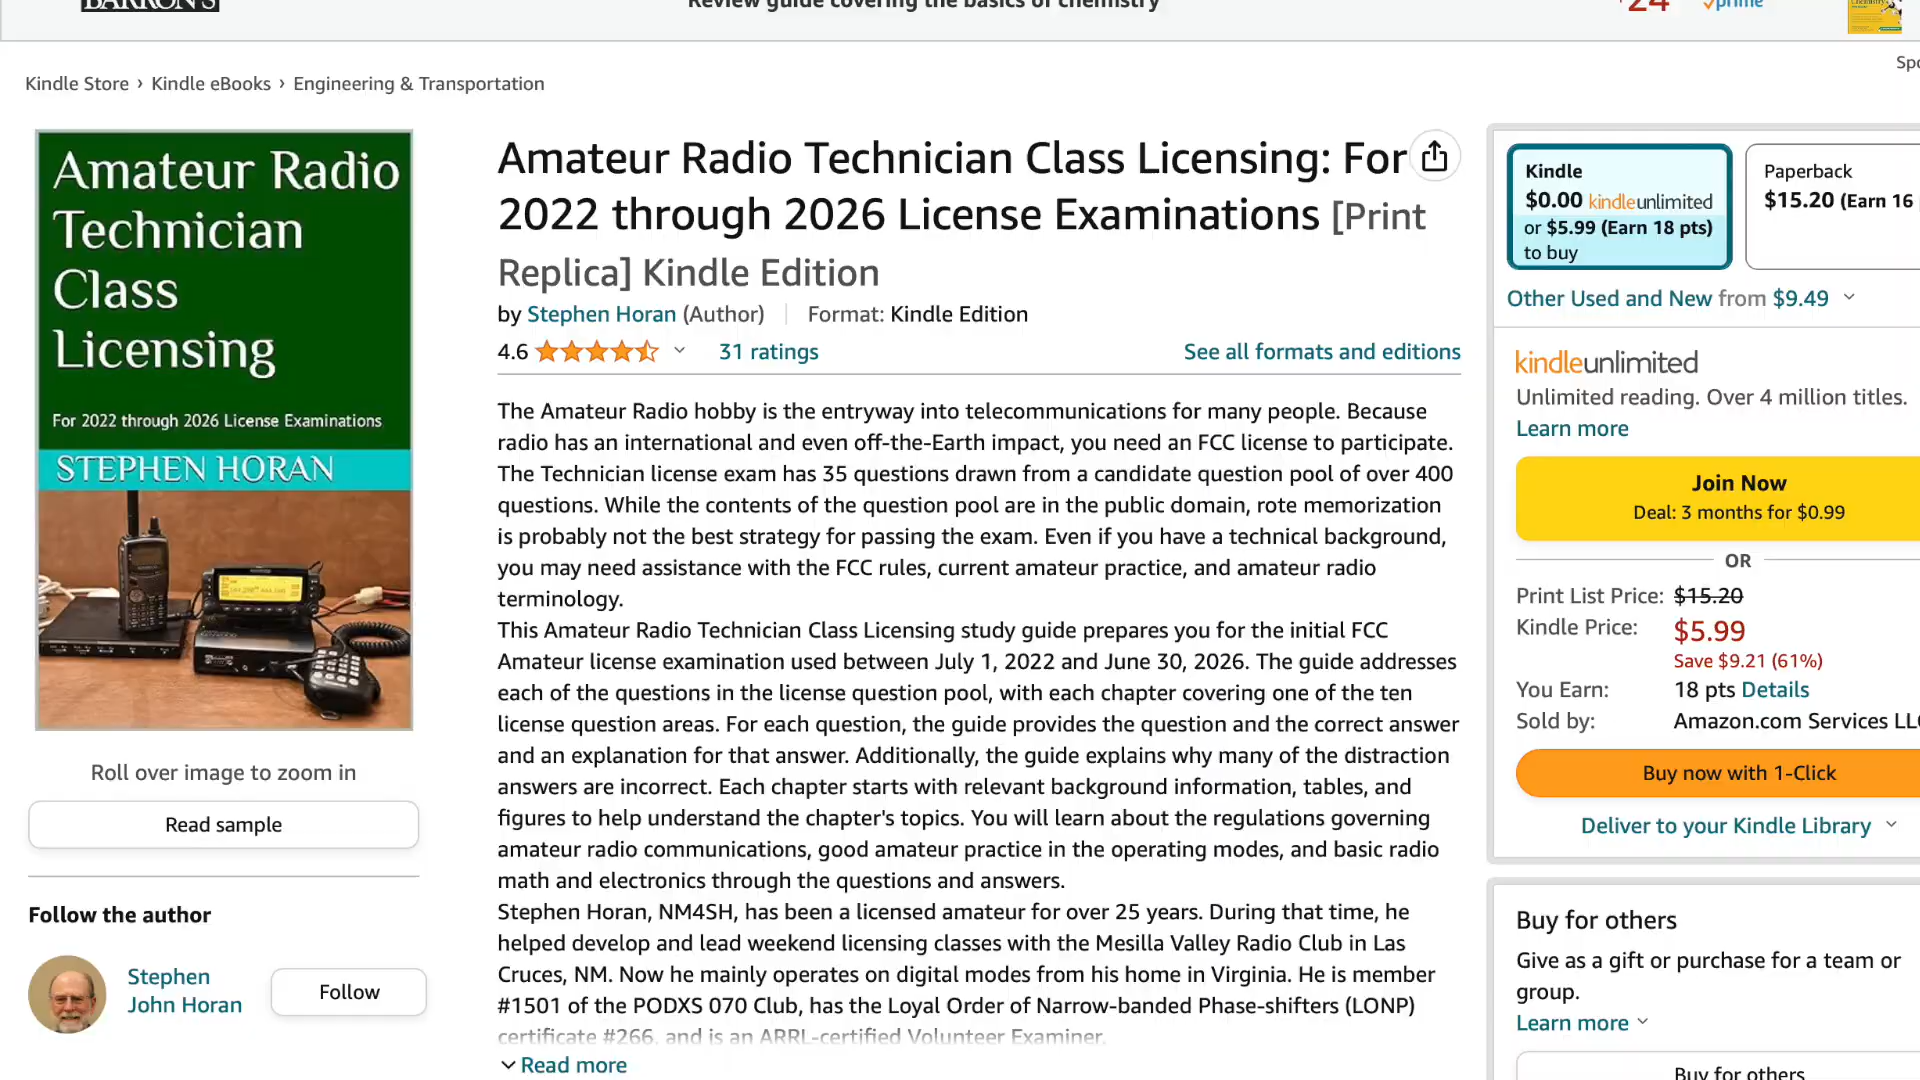 BARRON'S
Review guide covering the basics of chemistry
24
prime
Kindle Store › Kindle eBooks › Engineering & Transportation
Amateur Radio
Technician
Class
Licensing
For 2022 through 2026 License Examinations
STEPHEN HORAN
Roll over image to zoom in
Read sample
Follow the author
Stephen
John Horan
Follow
Amateur Radio Technician Class Licensing: For
2022 through 2026 License Examinations [Print
Replica] Kindle Edition
by Stephen Horan (Author) Format: Kindle Edition
4.6 31 ratings See all formats and editions
The Amateur Radio hobby is the entryway into telecommunications for many people. Because
radio has an international and even off-the-Earth impact, you need an FCC license to participate.
The Technician license exam has 35 questions drawn from a candidate question pool of over 400
questions. While the contents of the question pool are in the public domain, rote memorization
is probably not the best strategy for passing the exam. Even if you have a technical background,
you may need assistance with the FCC rules, current amateur practice, and amateur radio
terminology.
This Amateur Radio Technician Class Licensing study guide prepares you for the initial FCC
Amateur license examination used between July 1, 2022 and June 30, 2026. The guide addresses
each of the questions in the license question pool, with each chapter covering one of the ten
license question areas. For each question, the guide provides the question and the correct answer
and an explanation for that answer. Additionally, the guide explains why many of the distraction
answers are incorrect. Each chapter starts with relevant background information, tables, and
figures to help understand the chapter's topics. You will learn about the regulations governing
amateur radio communications, good amateur practice in the operating modes, and basic radio
math and electronics through the questions and answers.
Stephen Horan, NM4SH, has been a licensed amateur for over 25 years. During that time, he
helped develop and lead weekend licensing classes with the Mesilla Valley Radio Club in Las
Cruces, NM. Now he mainly operates on digital modes from his home in Virginia. He is member
#1501 of the PODXS 070 Club, has the Loyal Order of Narrow-banded Phase-shifters (LONP)
certificate #266, and is an ARRL-certified Volunteer Examiner.
Read more
Kindle
$0.00 kindleunlimited
or $5.99 (Earn 18 pts)
to buy
Paperback
$15.20 (Earn 16
Other Used and New from $9.49
kindleunlimited
Unlimited reading. Over 4 million titles.
Learn more
Join Now
Deal: 3 months for $0.99
OR
Print List Price: $15.20
Kindle Price: $5.99
Save $9.21 (61%)
You Earn: 18 pts Details
Sold by: Amazon.com Services LLC
Buy now with 1-Click
Deliver to your Kindle Library
Buy for others
Give as a gift or purchase for a team or
group.
Learn more
Buy for others